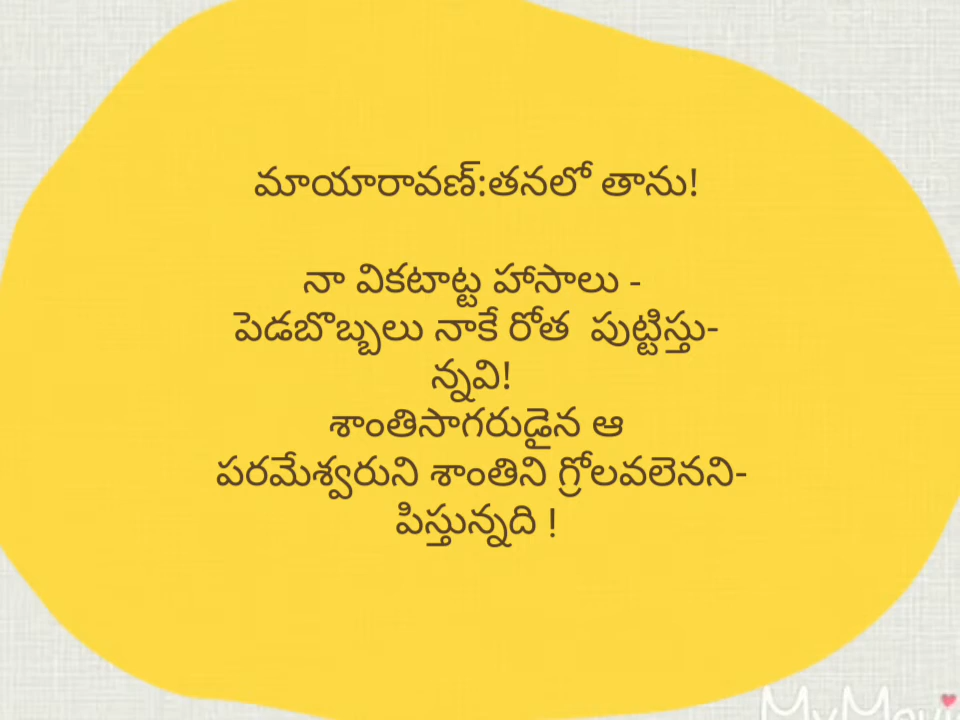 మాయారావణ్:తనలో తాను!
నా వికటాట్ట హాసాలు -
పెడబొబ్బలు నాకే రోత పుట్టిస్తు-
న్నవి!
శాంతిసాగరుడైన ఆ
పరమేశ్వరుని శాంతిని గ్రోలవలెనని-
పిస్తున్నది !